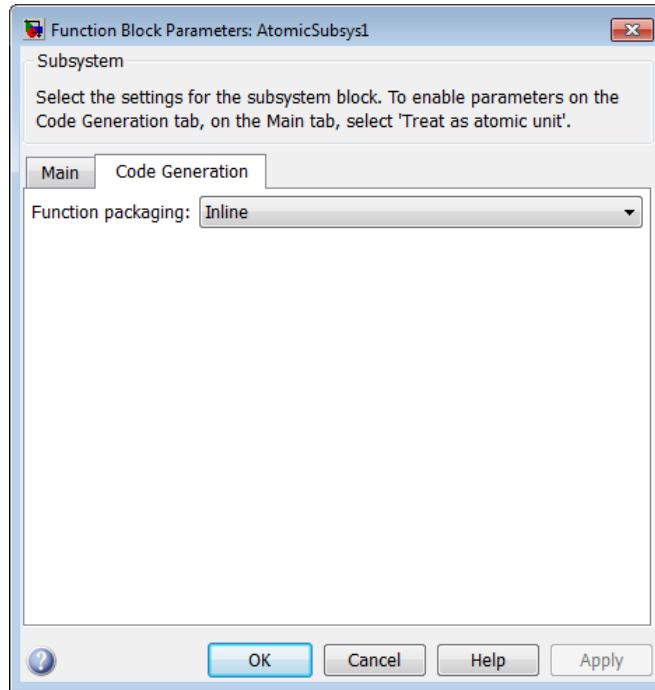 Function Block Parameters: AtomicSubsys1
Subsystem
Select the settings for the subsystem block. To enable parameters on the
Code Generation tab, on the Main tab, select 'Treat as atomic unit'.
Main Code Generation
Function packaging: Inline
OK Cancel Help Apply